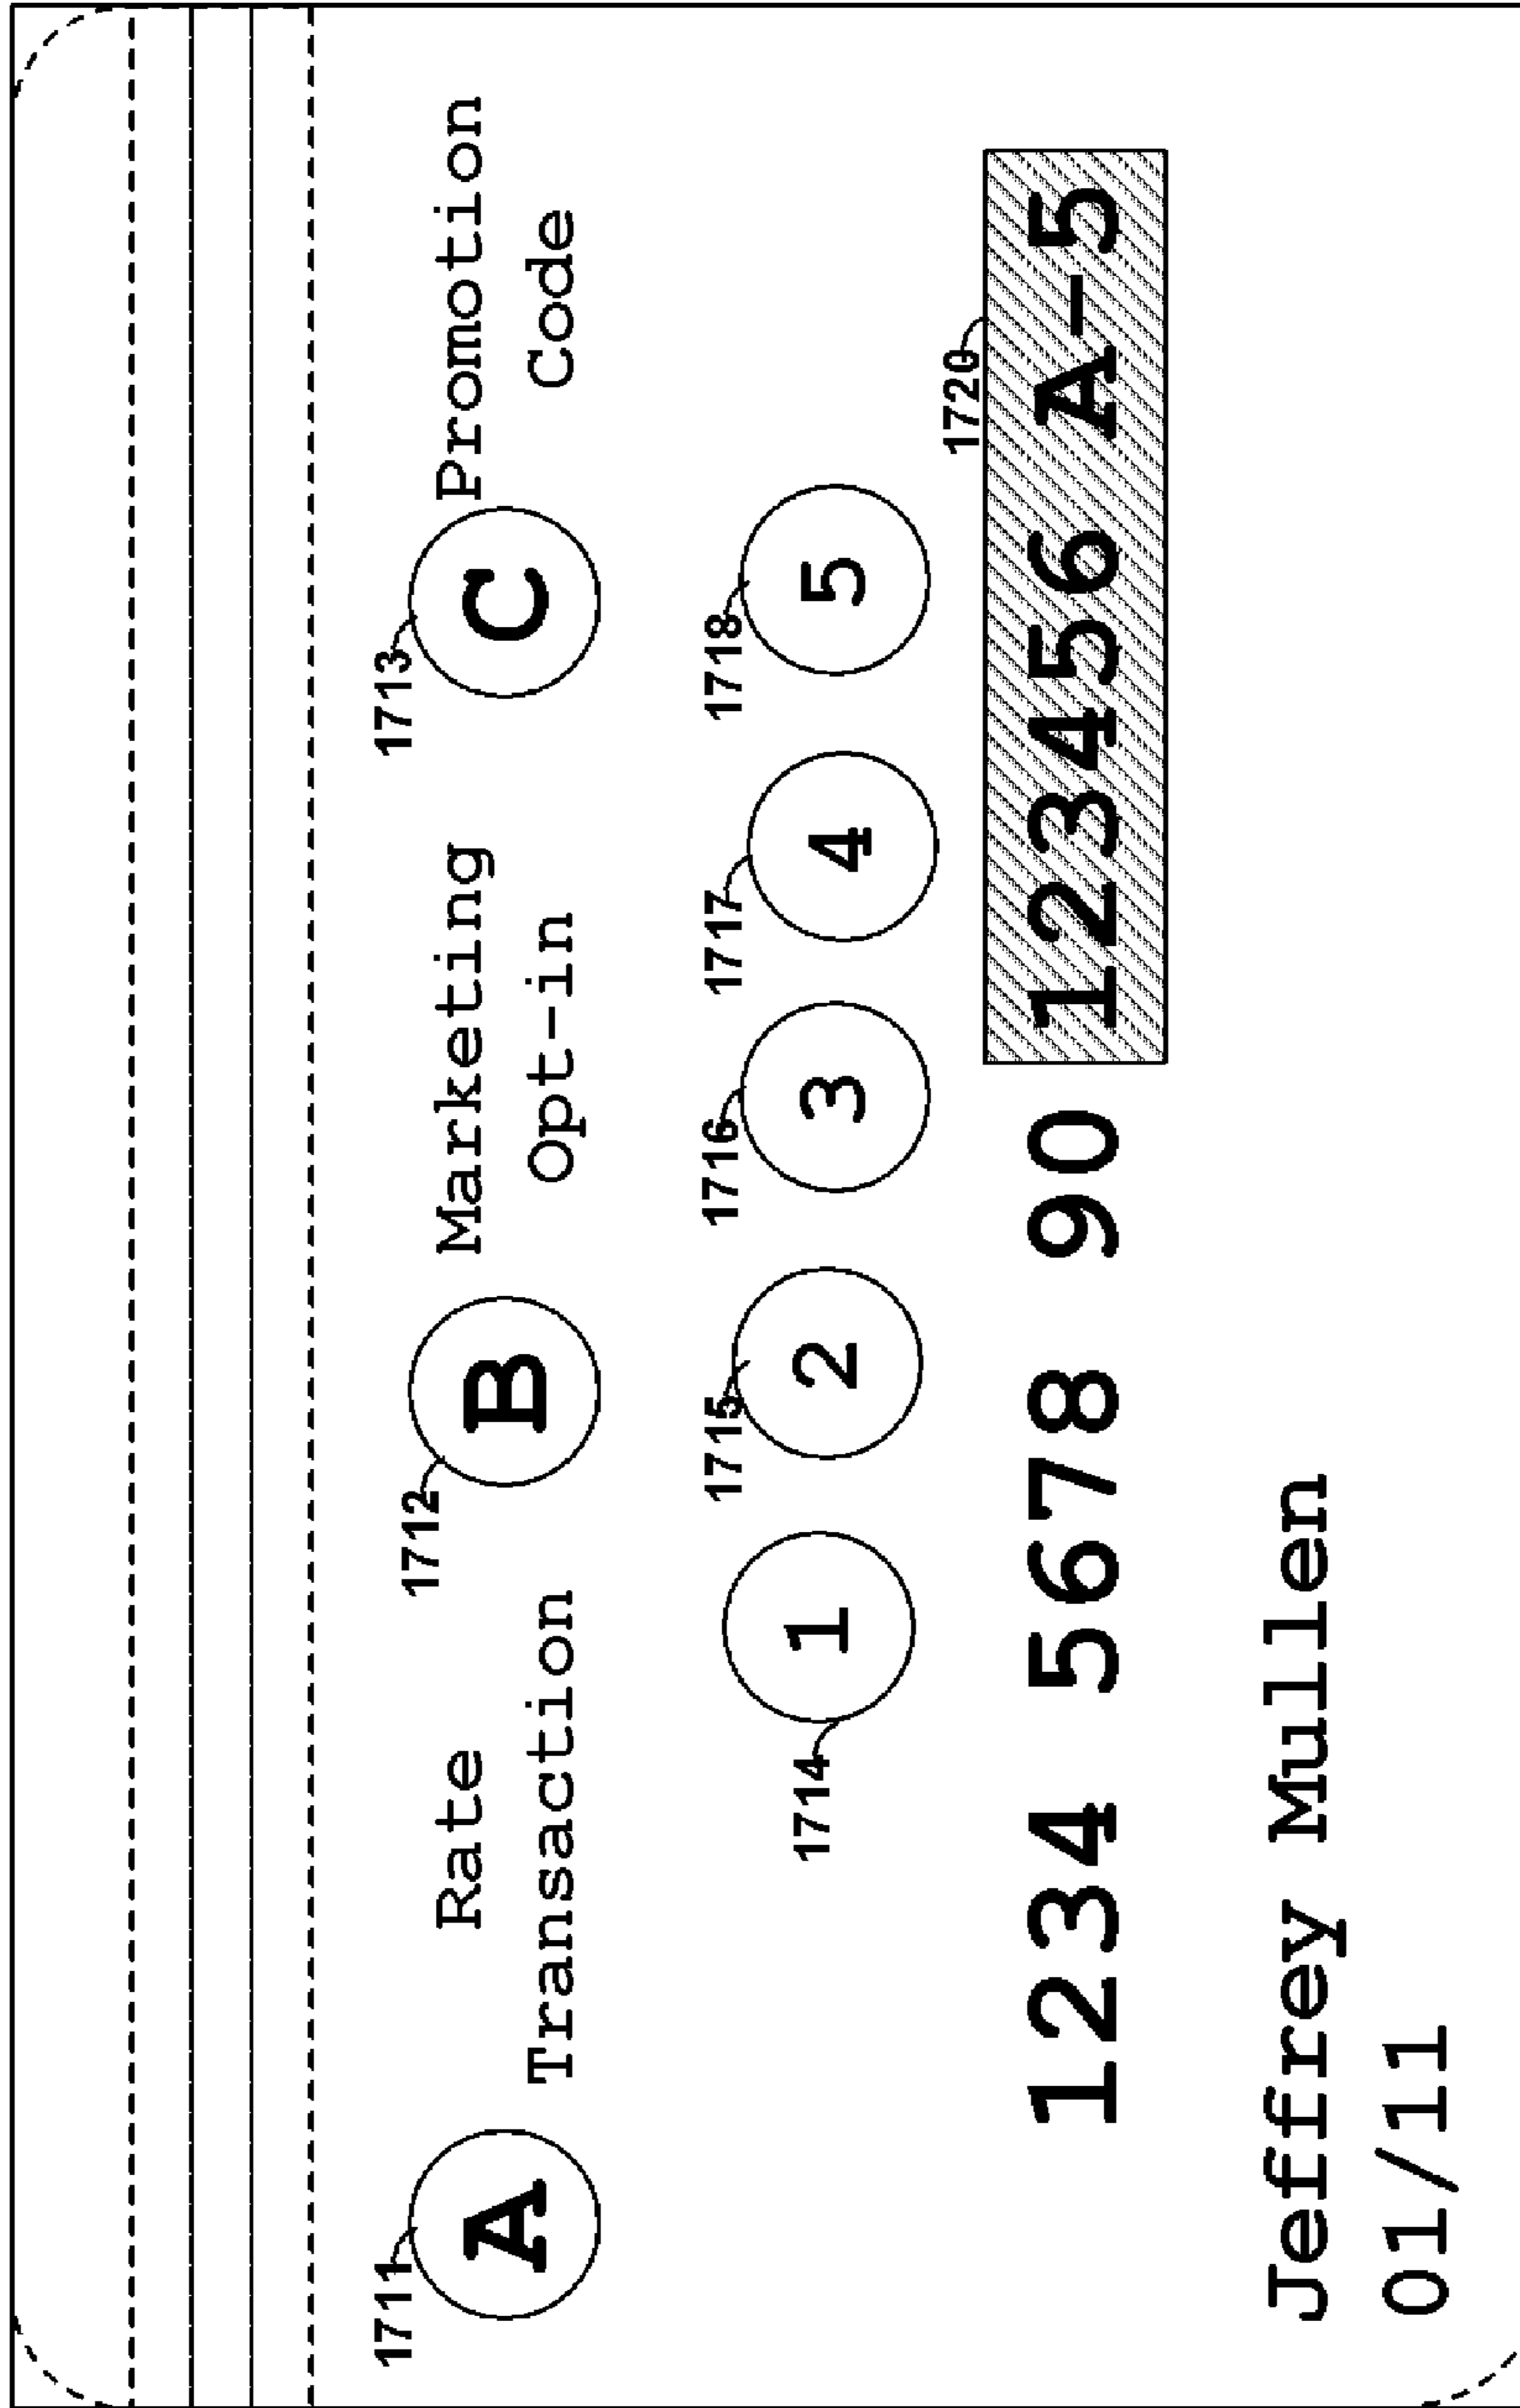 1711 1712 1713
A Rate B Marketing C Promotion
Transaction Opt-in Code
1714 1715 1716 1717 1718
1 2 3 4 5
1720
1234 5678 90 123456 A-5
Jeffrey Mullen
01/11